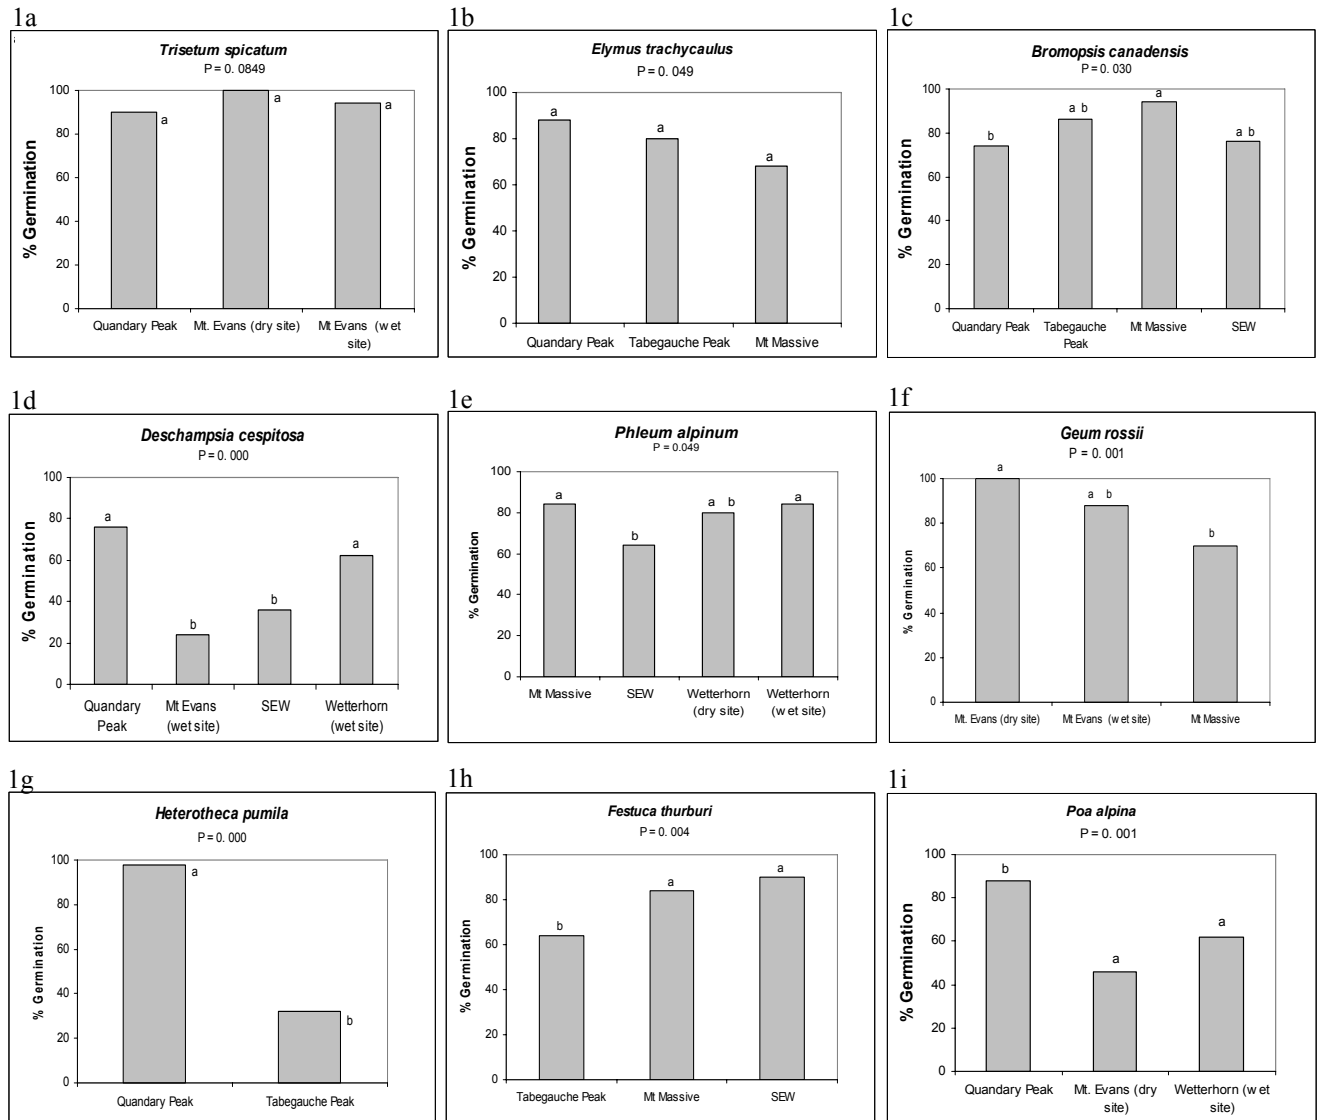 1a
Trisetum spicatum
P = 0. 0849
% Germination
100
80
60
40
20
0
a
a
a
Quandary Peak
Mt. Evans (dry site)
Mt Evans (w et
site)
1b
Elymus trachycaulus
P = 0. 049
% Germination
100
80
60
40
20
0
a
a
a
Quandary Peak
Tabegauche Peak
Mt Massive
1c
Bromopsis canadensis
P = 0. 030
% Germination
100
80
60
40
20
0
b
a b
a
a b
Quandary Peak
Tabegauche
Peak
Mt Massive
SEW
1d
Deschampsia cespitosa
P = 0. 000
% Germination
100
80
60
40
20
0
a
b
b
a
Quandary
Peak
Mt Evans
(wet site)
SEW
Wetterhorn
(wet site)
1e
Phleum alpinum
P = 0.049
% Germination
100
80
60
40
20
0
a
b
a b
a
Mt Massive
SEW
Wetterhorn
(dry site)
Wetterhorn
(wet site)
1f
Geum rossii
P = 0. 001
% Germination
100
80
60
40
20
0
a
a b
b
Mt. Evans (dry site)
Mt Evans (w et site)
Mt Massive
1g
Heterotheca pumila
P = 0. 000
% Germination
100
80
60
40
20
0
a
b
Quandary Peak
Tabegauche Peak
1h
Festuca thurburi
P = 0. 004
% Germination
100
80
60
40
20
0
b
a
a
Tabegauche Peak
Mt Massive
SEW
1i
Poa alpina
P = 0. 001
% Germination
100
80
60
40
20
0
b
a
a
Quandary Peak
Mt. Evans (dry
site)
Wetterhorn (w et
site)